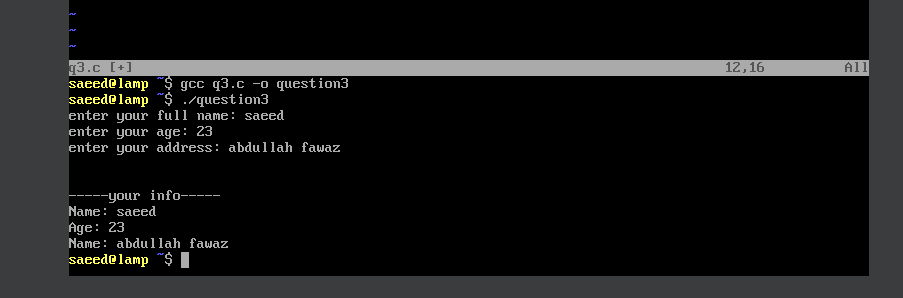 ~
~
~
q3.c [+] 12,16 All
saeed@lamp ~$ gcc q3.c -o question3
saeed@lamp ~$ ./question3
enter your full name: saeed
enter your age: 23
enter your address: abdullah fawaz
-----your info-----
Name: saeed
Age: 23
Name: abdullah fawaz
saeed@lamp ~$